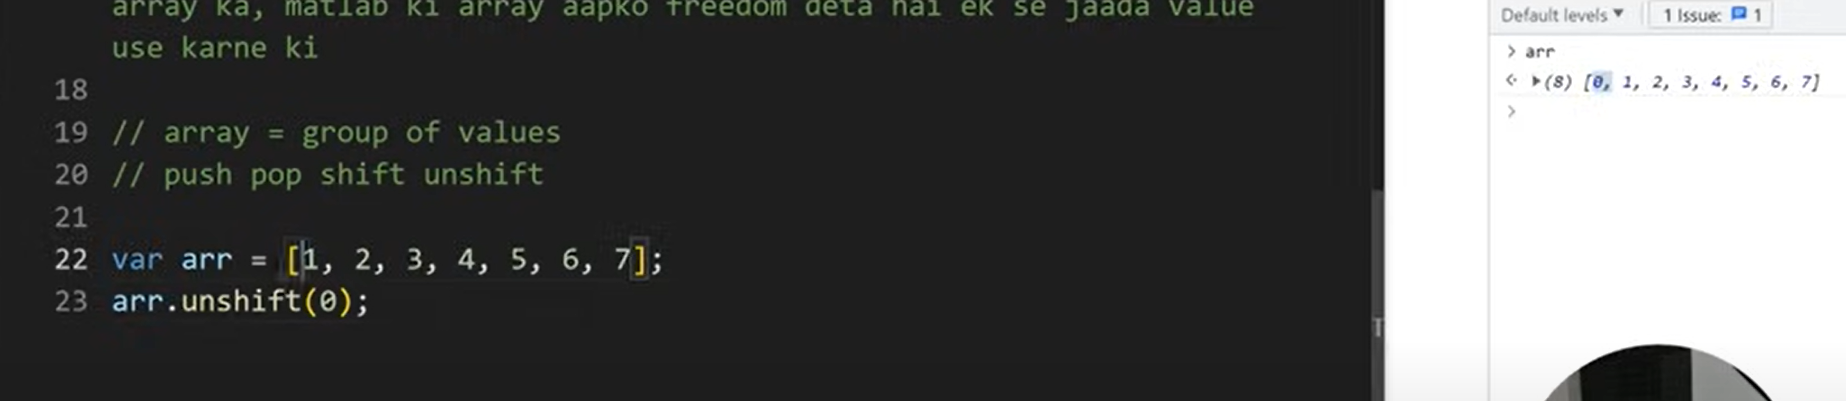 array ka, matlab ki array aapko freedom deta hai ek se jaada value
use karne ki
18
19 // array = group of values
20 // push pop shift unshift
21
22 var arr = [1, 2, 3, 4, 5, 6, 7];
23 arr.unshift(0);
Default levels ▼ 1 Issue: 1
> arr
<· ▸(8) [0, 1, 2, 3, 4, 5, 6, 7]
>